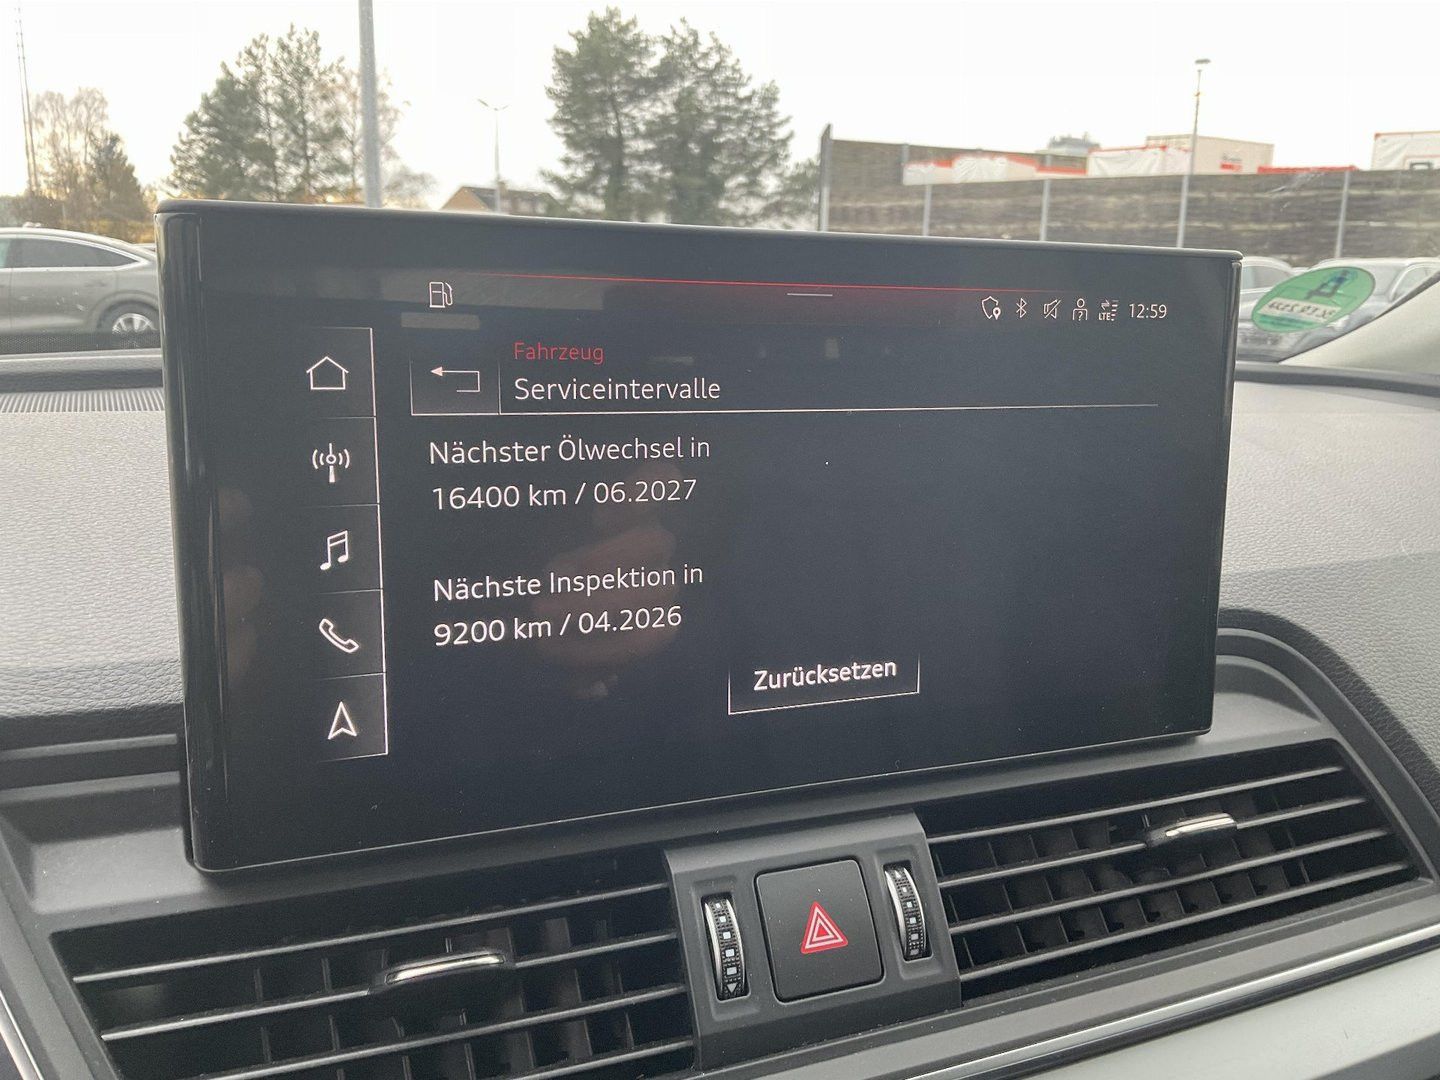 LTE
12:59
Fahrzeug
Serviceintervalle
Nächster Ölwechsel in
16400 km / 06.2027
Nächste Inspektion in
9200 km / 04.2026
Zurücksetzen